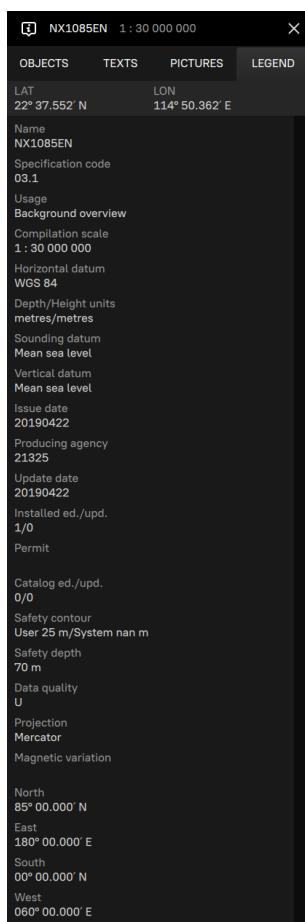 NX1085EN 1 : 30 000 000
OBJECTS TEXTS PICTURES LEGEND
LAT LON
22° 37.552′ N 114° 50.362′ E
Name
NX1085EN
Specification code
03.1
Usage
Background overview
Compilation scale
1 : 30 000 000
Horizontal datum
WGS 84
Depth/Height units
metres/metres
Sounding datum
Mean sea level
Vertical datum
Mean sea level
Issue date
20190422
Producing agency
21325
Update date
20190422
Installed ed./upd.
1/0
Permit
Catalog ed./upd.
0/0
Safety contour
User 25 m/System nan m
Safety depth
70 m
Data quality
U
Projection
Mercator
Magnetic variation
North
85° 00.000′ N
East
180° 00.000′ E
South
00° 00.000′ N
West
060° 00.000′ E